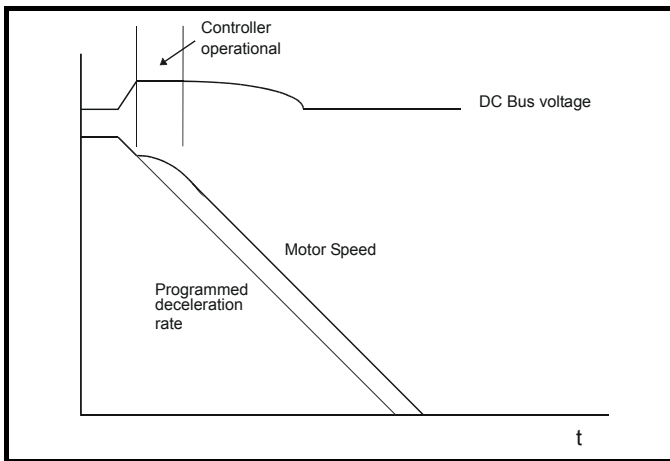 Controller
operational
DC Bus voltage
Motor Speed
Programmed
deceleration
rate
t